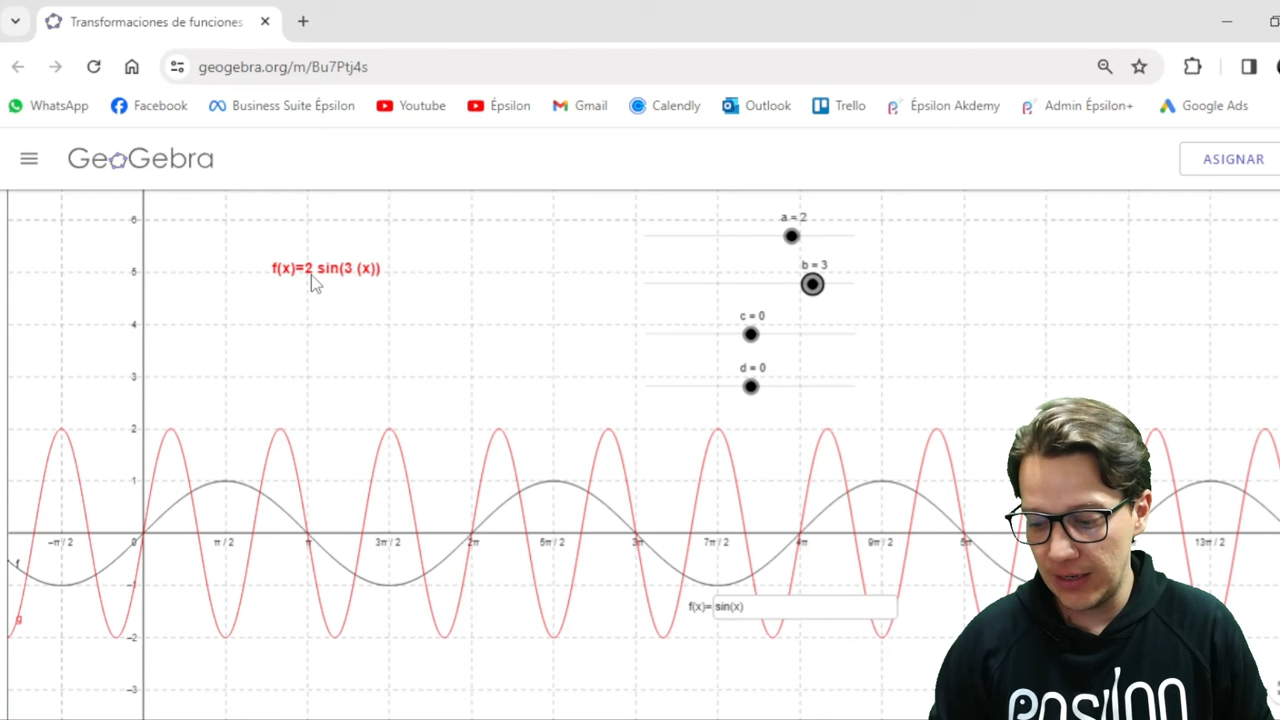 Transformaciones de funciones
geogebra.org/m/Bu7Ptj4s
WhatsApp Facebook Business Suite Épsilon Youtube Épsilon Gmail Calendly Outlook Trello Épsilon Akdemy Admin Épsilon+ Google Ads
GeoGebra
ASIGNAR
6
a = 2
f(x)=2 sin(3 (x))
5
b = 3
4
c = 0
3
d = 0
2
1
−π/2 0 π/2 π 3π/2 2π 5π/2 3π 7π/2 4π 9π/2 5π 13π/2
f
−1
f(x)= sin(x)
g
−2
−3
epsilon